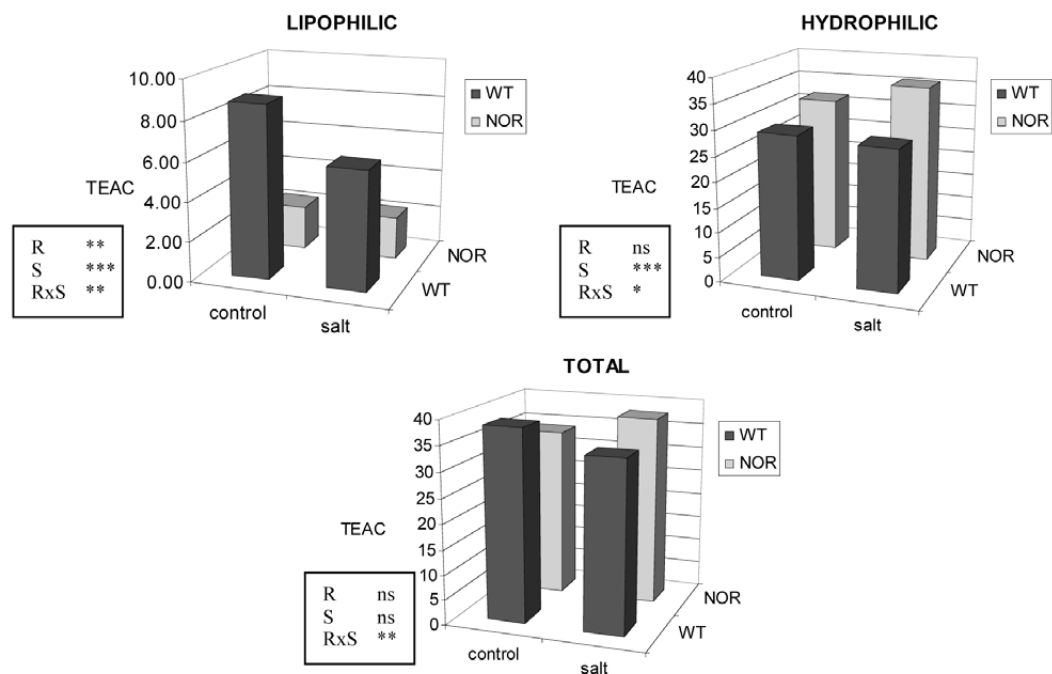 LIPOPHILIC
10.00
8.00
6.00
4.00
2.00
0.00
TEAC
R **
S ***
RxS **
control
salt
WT
NOR
WT
NOR
HYDROPHILIC
40
35
30
25
20
15
10
5
0
TEAC
R ns
S ***
RxS *
control
salt
WT
NOR
WT
NOR
TOTAL
40
35
30
25
20
15
10
5
0
TEAC
R ns
S ns
RxS **
control
salt
WT
NOR
WT
NOR